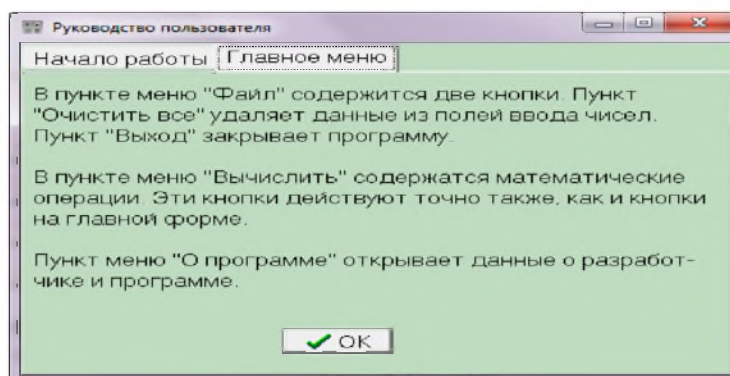 Руководство пользователя
Начало работы Главное меню
В пункте меню "Файл" содержится две кнопки. Пункт
"Очистить все" удаляет данные из полей ввода чисел.
Пункт "Выход" закрывает программу.
В пункте меню "Вычислить" содержатся математические
операции. Эти кнопки действуют точно также, как и кнопки
на главной форме.
Пункт меню "О программе" открывает данные о разработ-
чике и программе.
OK